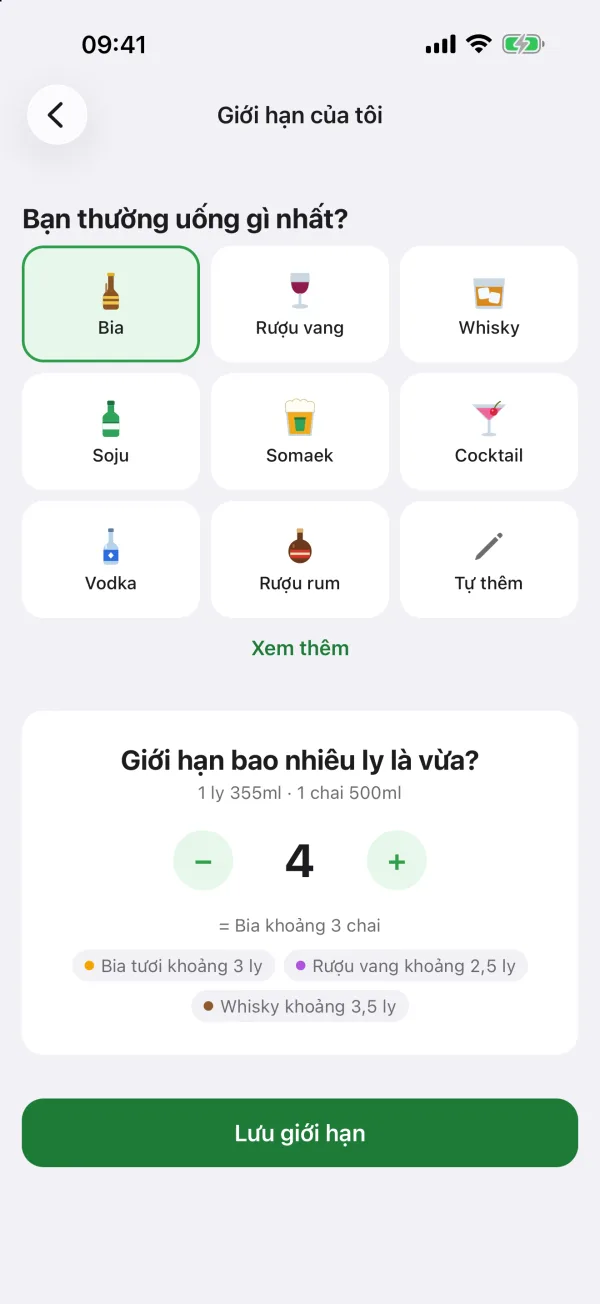 09:41
Giới hạn của tôi
Bạn thường uống gì nhất?
Bia
Rượu vang
Whisky
Soju
Somaek
Cocktail
Vodka
Rượu rum
Tự thêm
Xem thêm
Giới hạn bao nhiêu ly là vừa?
1 ly 355ml · 1 chai 500ml
− 4 +
= Bia khoảng 3 chai
Bia tươi khoảng 3 ly
Rượu vang khoảng 2,5 ly
Whisky khoảng 3,5 ly
Lưu giới hạn